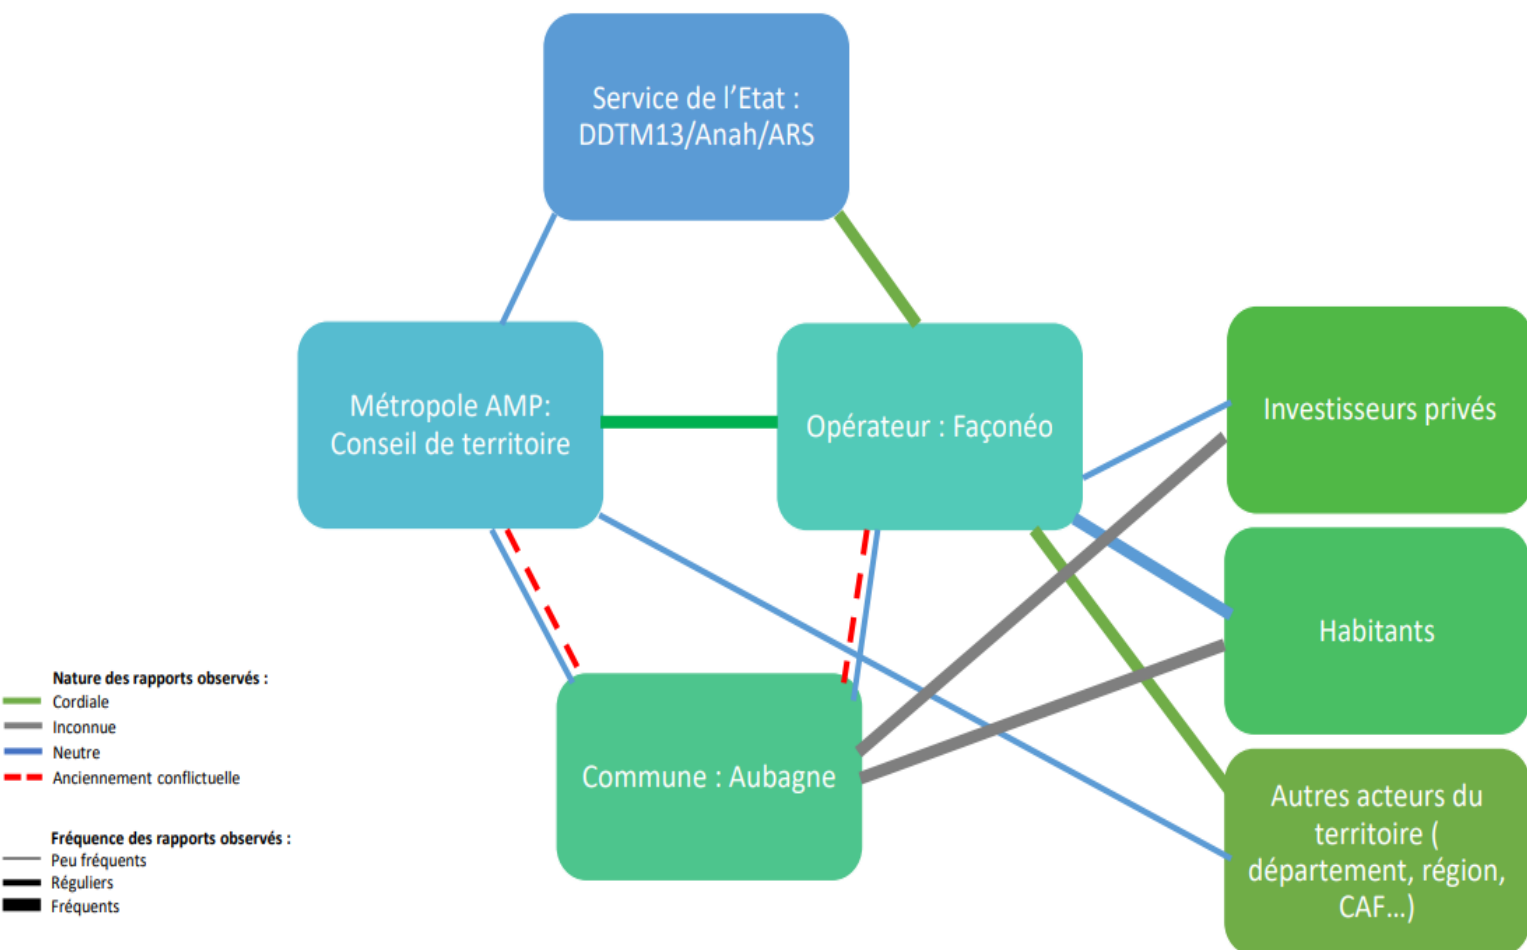 Service de l'Etat :
DDTM13/Anah/ARS
Métropole AMP:
Conseil de territoire
Opérateur : Façonéo
Investisseurs privés
Habitants
Commune : Aubagne
Autres acteurs du
territoire (
département, région,
CAF...)
Nature des rapports observés :
Cordiale
Inconnue
Neutre
Anciennement conflictuelle
Fréquence des rapports observés :
Peu fréquents
Réguliers
Fréquents